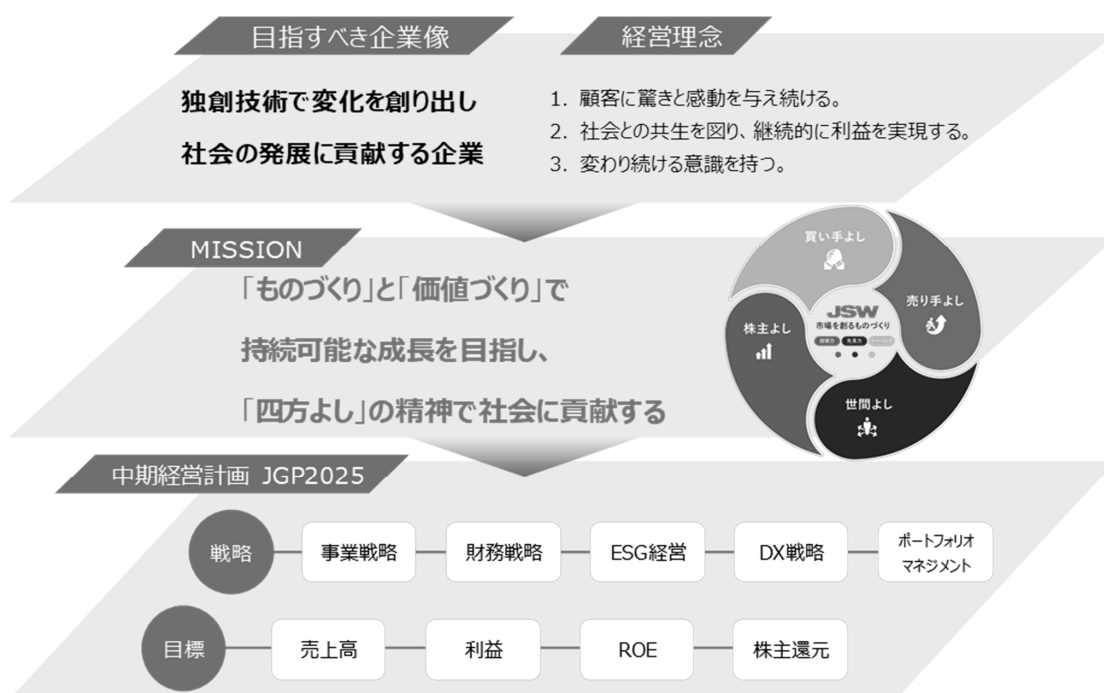 目指すべき企業像
経営理念
独創技術で変化を創り出し
社会の発展に貢献する企業
1. 顧客に驚きと感動を与え続ける。
2. 社会との共生を図り、継続的に利益を実現する。
3. 変わり続ける意識を持つ。
MISSION
「ものづくり」と「価値づくり」で
持続可能な成長を目指し、
「四方よし」の精神で社会に貢献する
買い手よし
売り手よし
株主よし
世間よし
JSW
市場を創るものづくり
先見力
中期経営計画 JGP2025
戦略
事業戦略
財務戦略
ESG経営
DX戦略
ポートフォリオ
マネジメント
目標
売上高
利益
ROE
株主還元